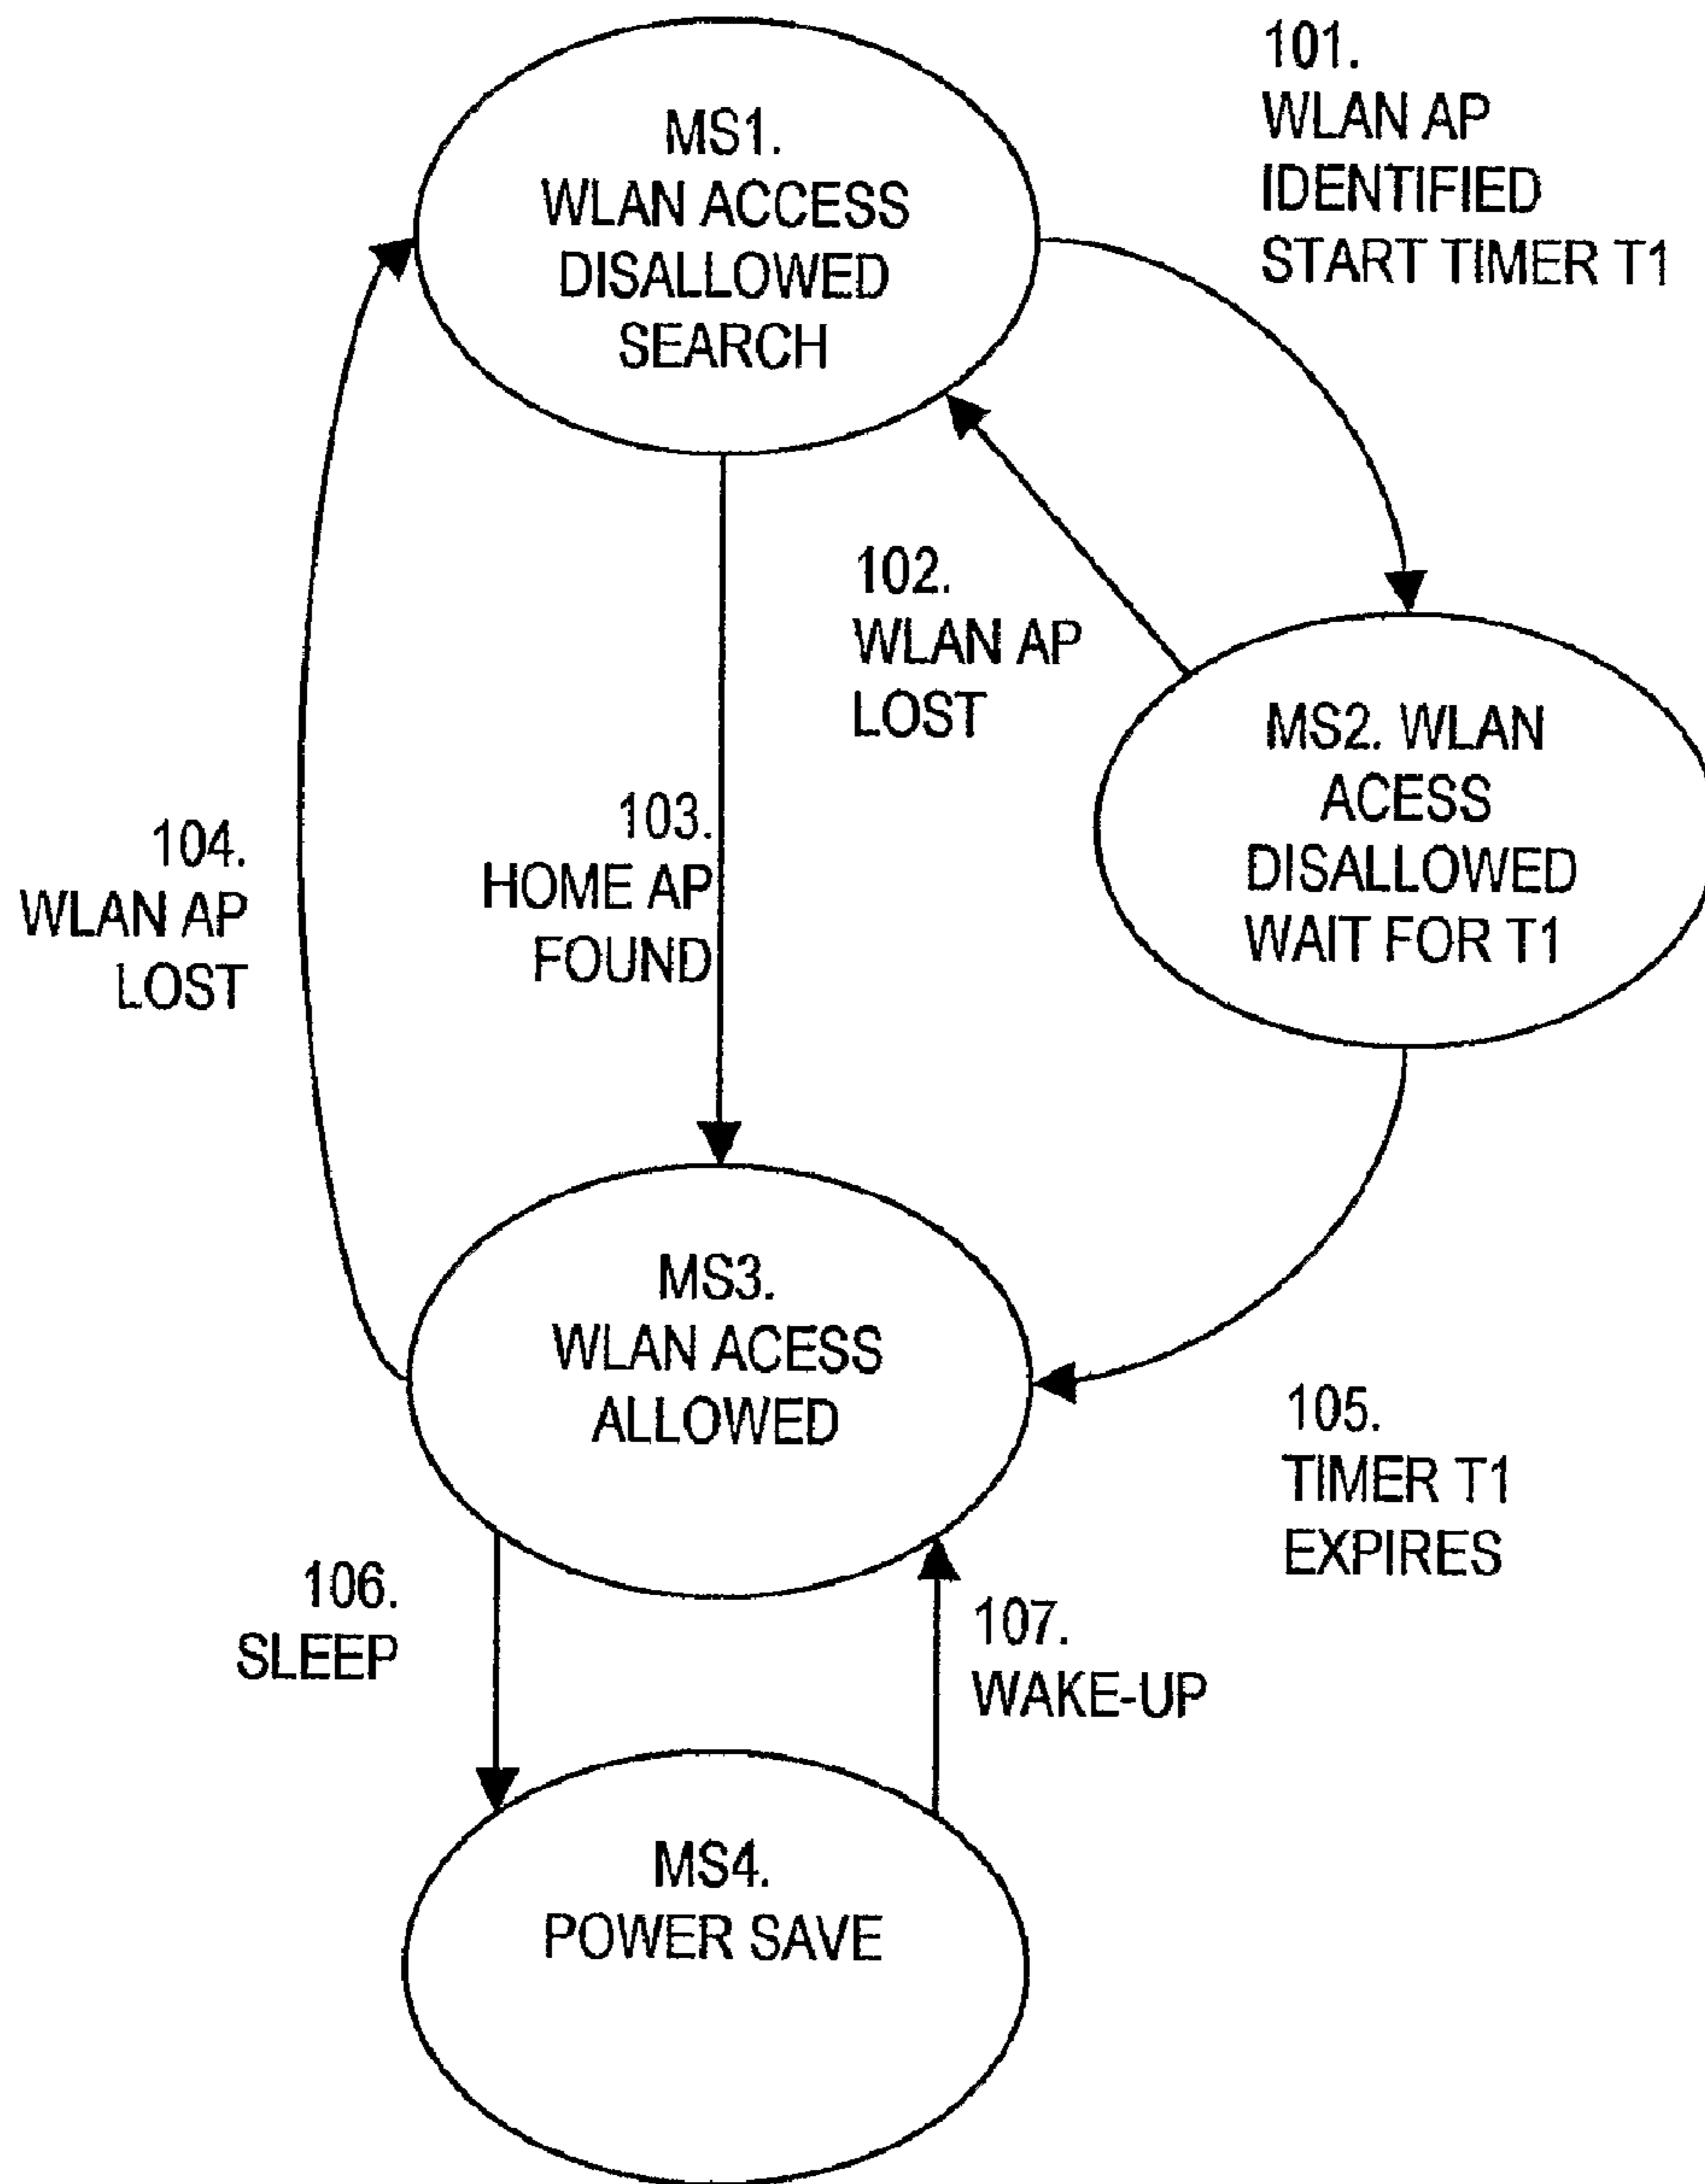 MS1.
WLAN ACCESS
DISALLOWED
SEARCH
101.
WLAN AP
IDENTIFIED
START TIMER T1
102.
WLAN AP
LOST
MS2. WLAN
ACESS
DISALLOWED
WAIT FOR T1
103.
HOME AP
FOUND
104.
WLAN AP
LOST
MS3.
WLAN ACESS
ALLOWED
105.
TIMER T1
EXPIRES
106.
SLEEP
107.
WAKE-UP
MS4.
POWER SAVE